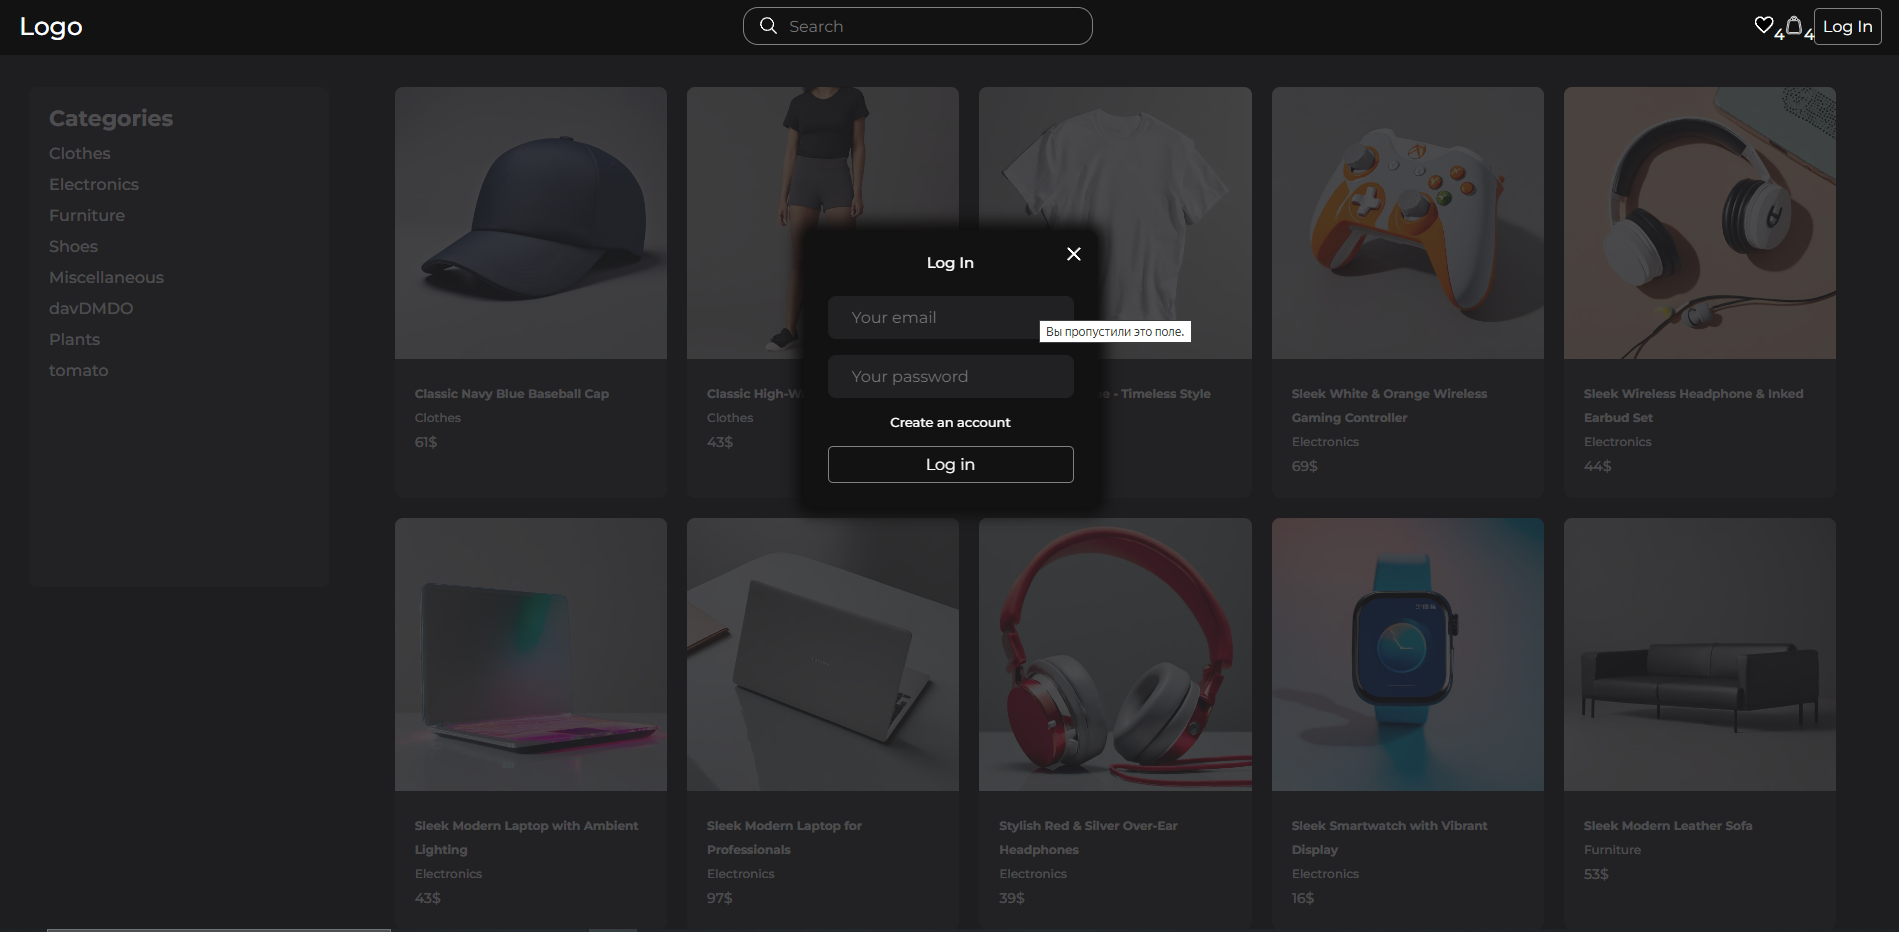 Logo
Search
4
4
Log In
Categories
Clothes
Electronics
Furniture
Shoes
Miscellaneous
davDMDO
Plants
tomato
Log In
Your email
Вы пропустили это поле.
Your password
Create an account
Log in
Classic Navy Blue Baseball Cap
Clothes
61$
Classic High-W
Clothes
43$
- Timeless Style
Sleek White & Orange Wireless
Gaming Controller
Electronics
69$
Sleek Wireless Headphone & Inked
Earbud Set
Electronics
44$
Sleek Modern Laptop with Ambient
Lighting
Electronics
43$
Sleek Modern Laptop for
Professionals
Electronics
97$
Stylish Red & Silver Over-Ear
Headphones
Electronics
39$
Sleek Smartwatch with Vibrant
Display
Electronics
16$
Sleek Modern Leather Sofa
Furniture
53$